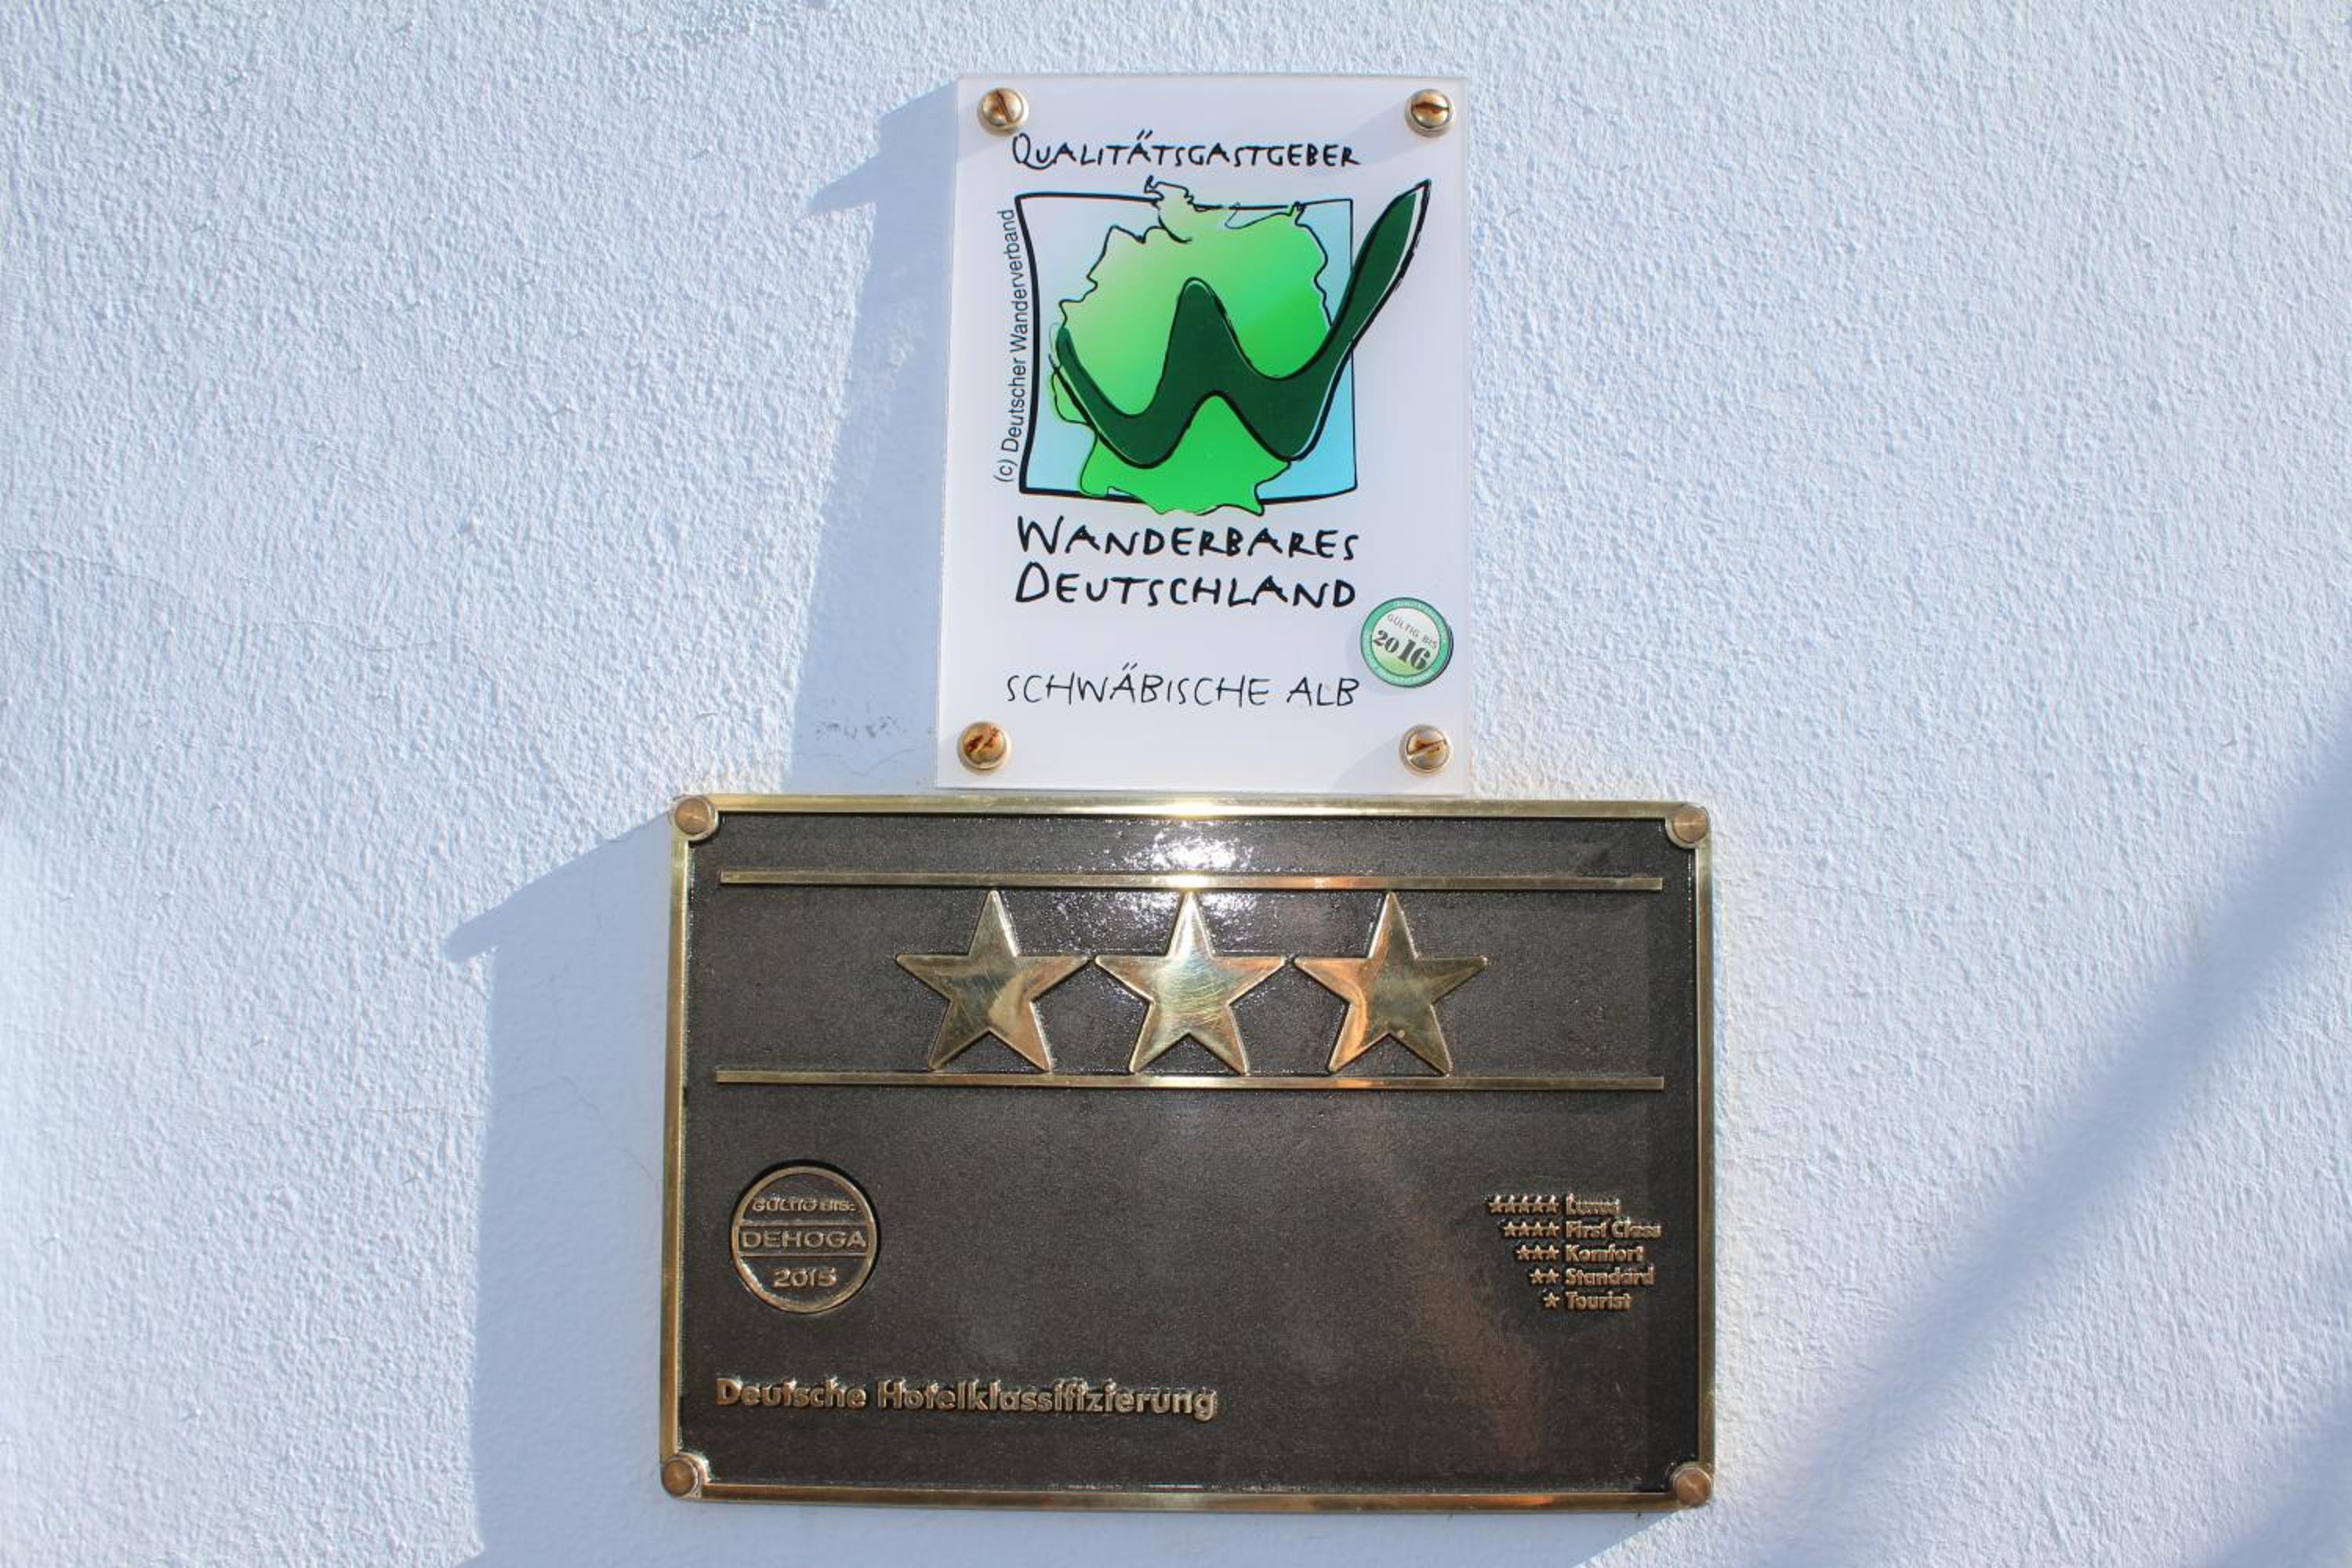 QUALITÄTSGASTGEBER
(c) Deutscher Wanderverband
WANDERBARES
DEUTSCHLAND
GÜLTIG BIS
2016
SCHWÄBISCHE ALB
GÜLTIG BIS:
DEHOGA
2015
★★★★★ Luxus
★★★★ First Class
★★★ Komfort
★★ Standard
★ Tourist
Deutsche Hotelklassifizierung